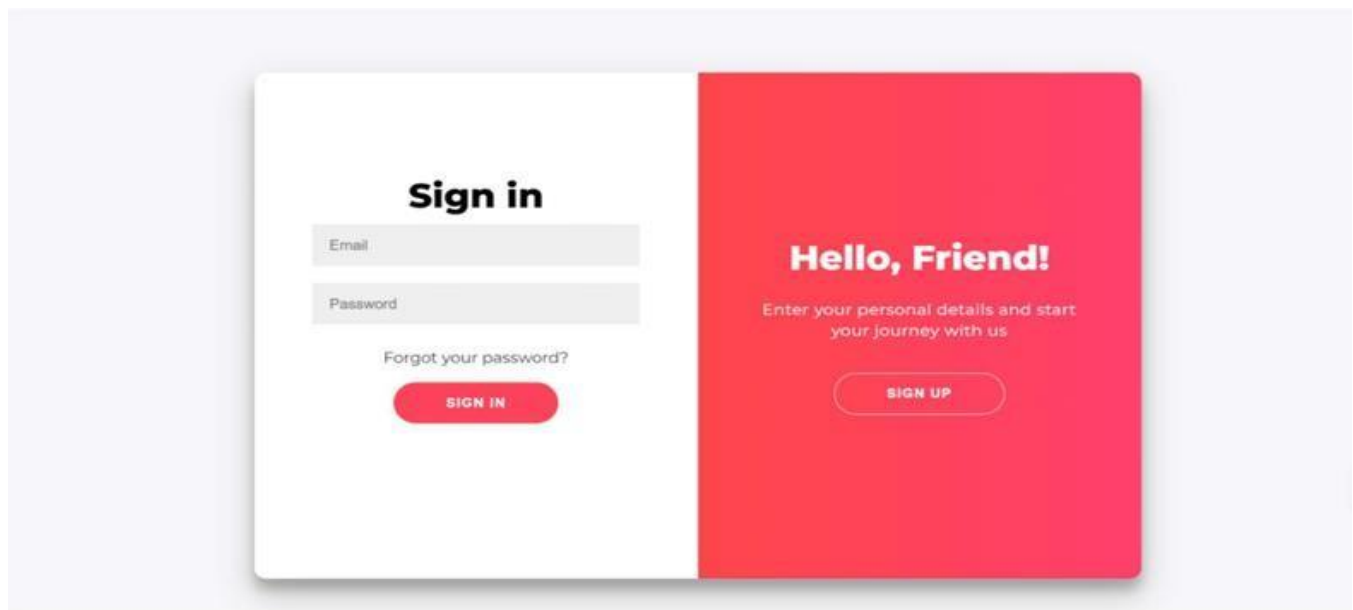 Sign in
Email
Password
Forgot your password?
SIGN IN
Hello, Friend!
Enter your personal details and start
your journey with us
SIGN UP